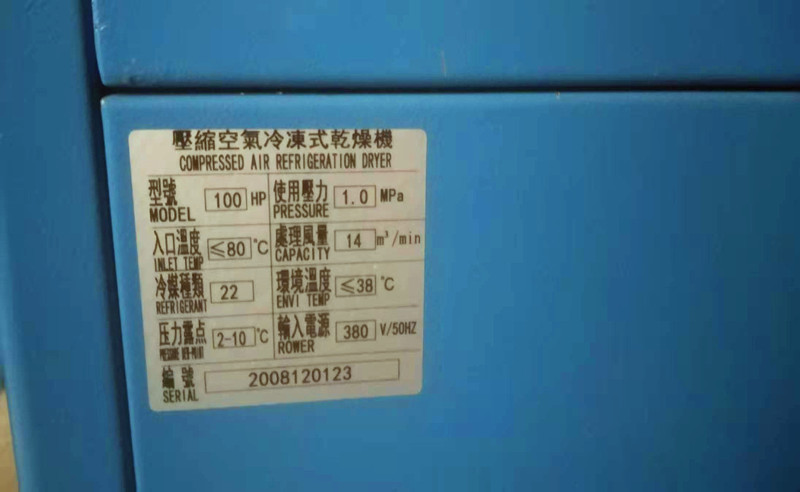 壓縮空氣冷凍式乾燥機
COMPRESSED AIR REFRIGERATION DRYER
型號 100 HP 使用壓力 1.0 MPa
MODEL PRESSURE
入口溫度 ≤80 °C 處理風量 14 m³/min
INLET TEMP CAPACITY
冷媒種類 22 環境溫度 ≤38 °C
REFRIGERANT ENVI TEMP
压力露点 2-10 °C 輸入電源 380 V/50HZ
PRESSURE DEW-POINT ROWER
編號 2008120123
SERIAL